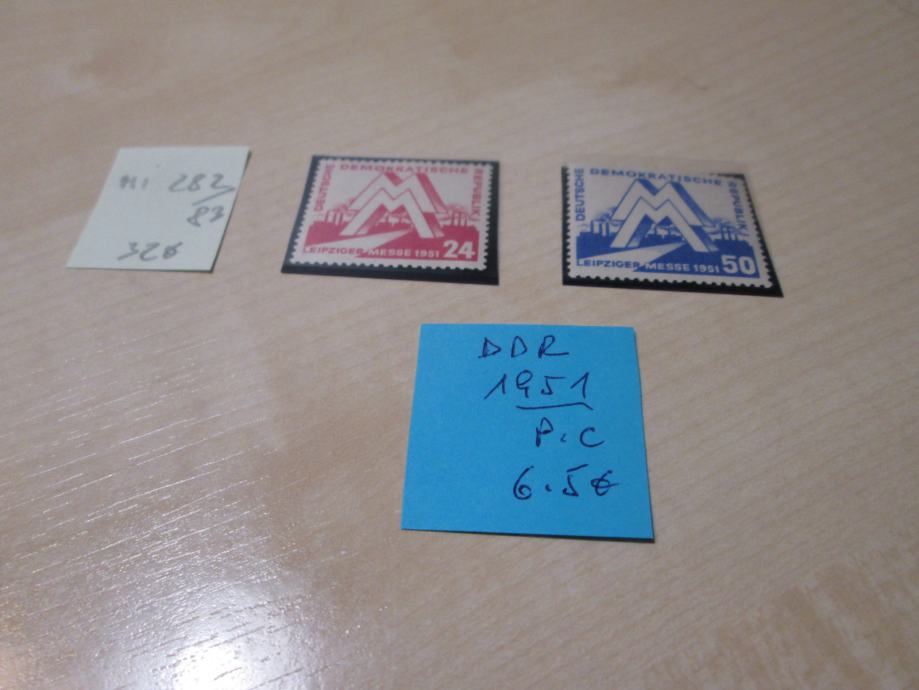 MI 282/
83
32€
DEUTSCHE DEMOKRATISCHE REPUBLIK
LEIPZIGER MESSE 1951 24
DEUTSCHE DEMOKRATISCHE REPUBLIK
LEIPZIGER MESSE 1951 50
DDR
1951
P.C
6.5€